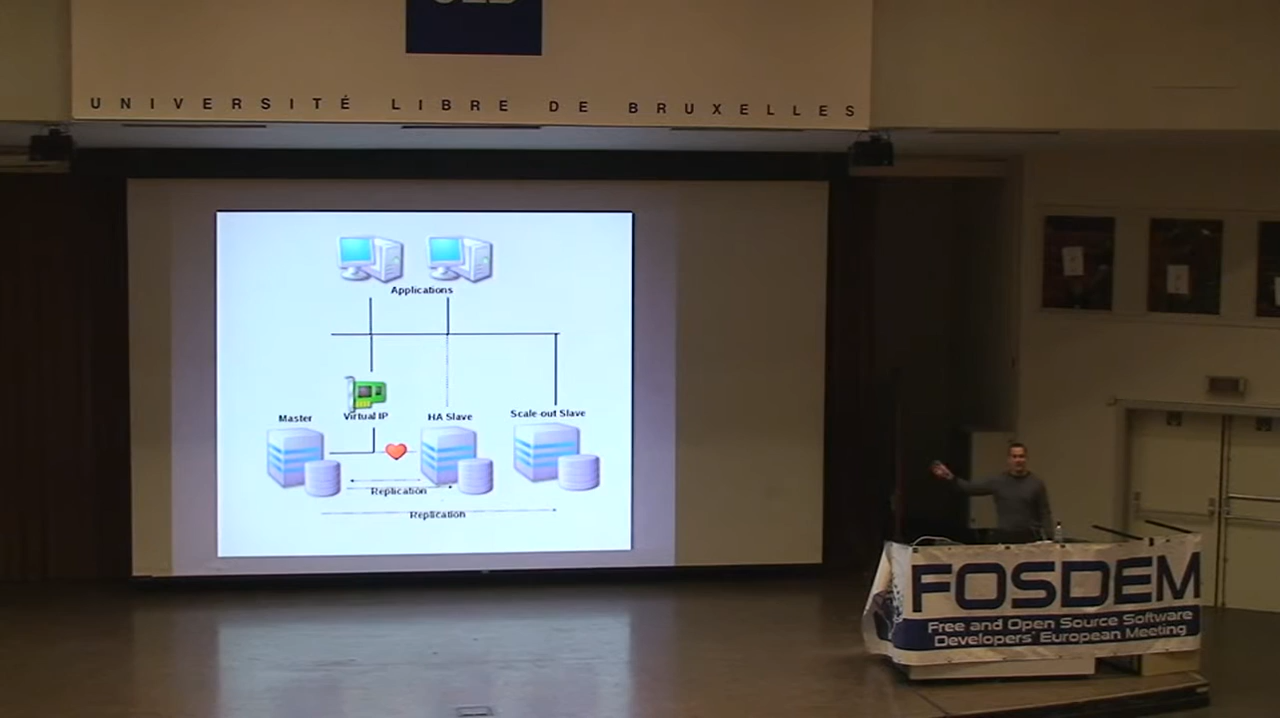 UNIVERSITÉ LIBRE DE BRUXELLES
Applications
Master
Virtual IP
HA Slave
Scale-out Slave
Replication
Replication
FOSDEM
Free and Open Source Software
Developers' European Meeting